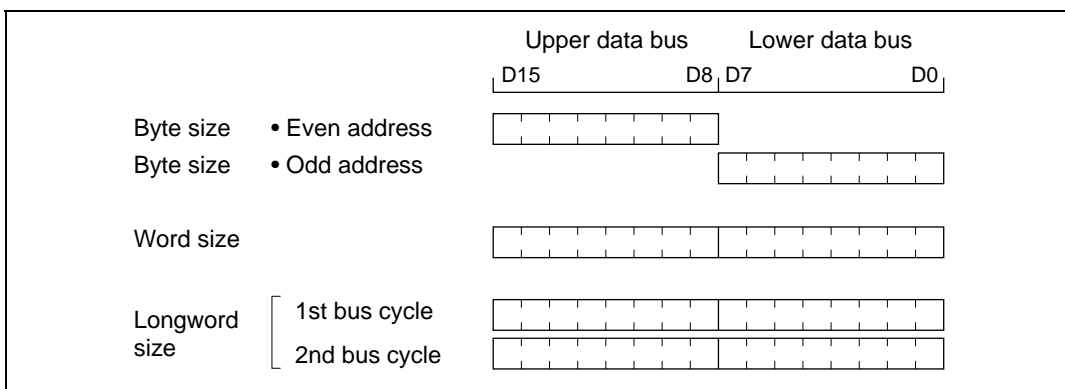 Upper data bus Lower data bus
D15 D8 D7 D0
Byte size • Even address
Byte size • Odd address
Word size
Longword size
1st bus cycle
2nd bus cycle